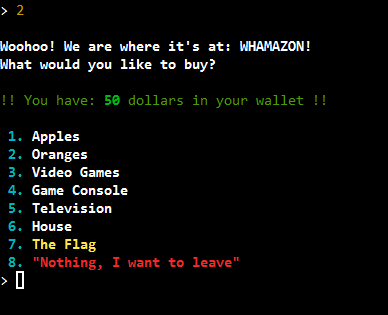 > 2
Woohoo! We are where it's at: WHAMAZON!
What would you like to buy?
!! You have: 50 dollars in your wallet !!
1. Apples
2. Oranges
3. Video Games
4. Game Console
5. Television
6. House
7. The Flag
8. "Nothing, I want to leave"
>